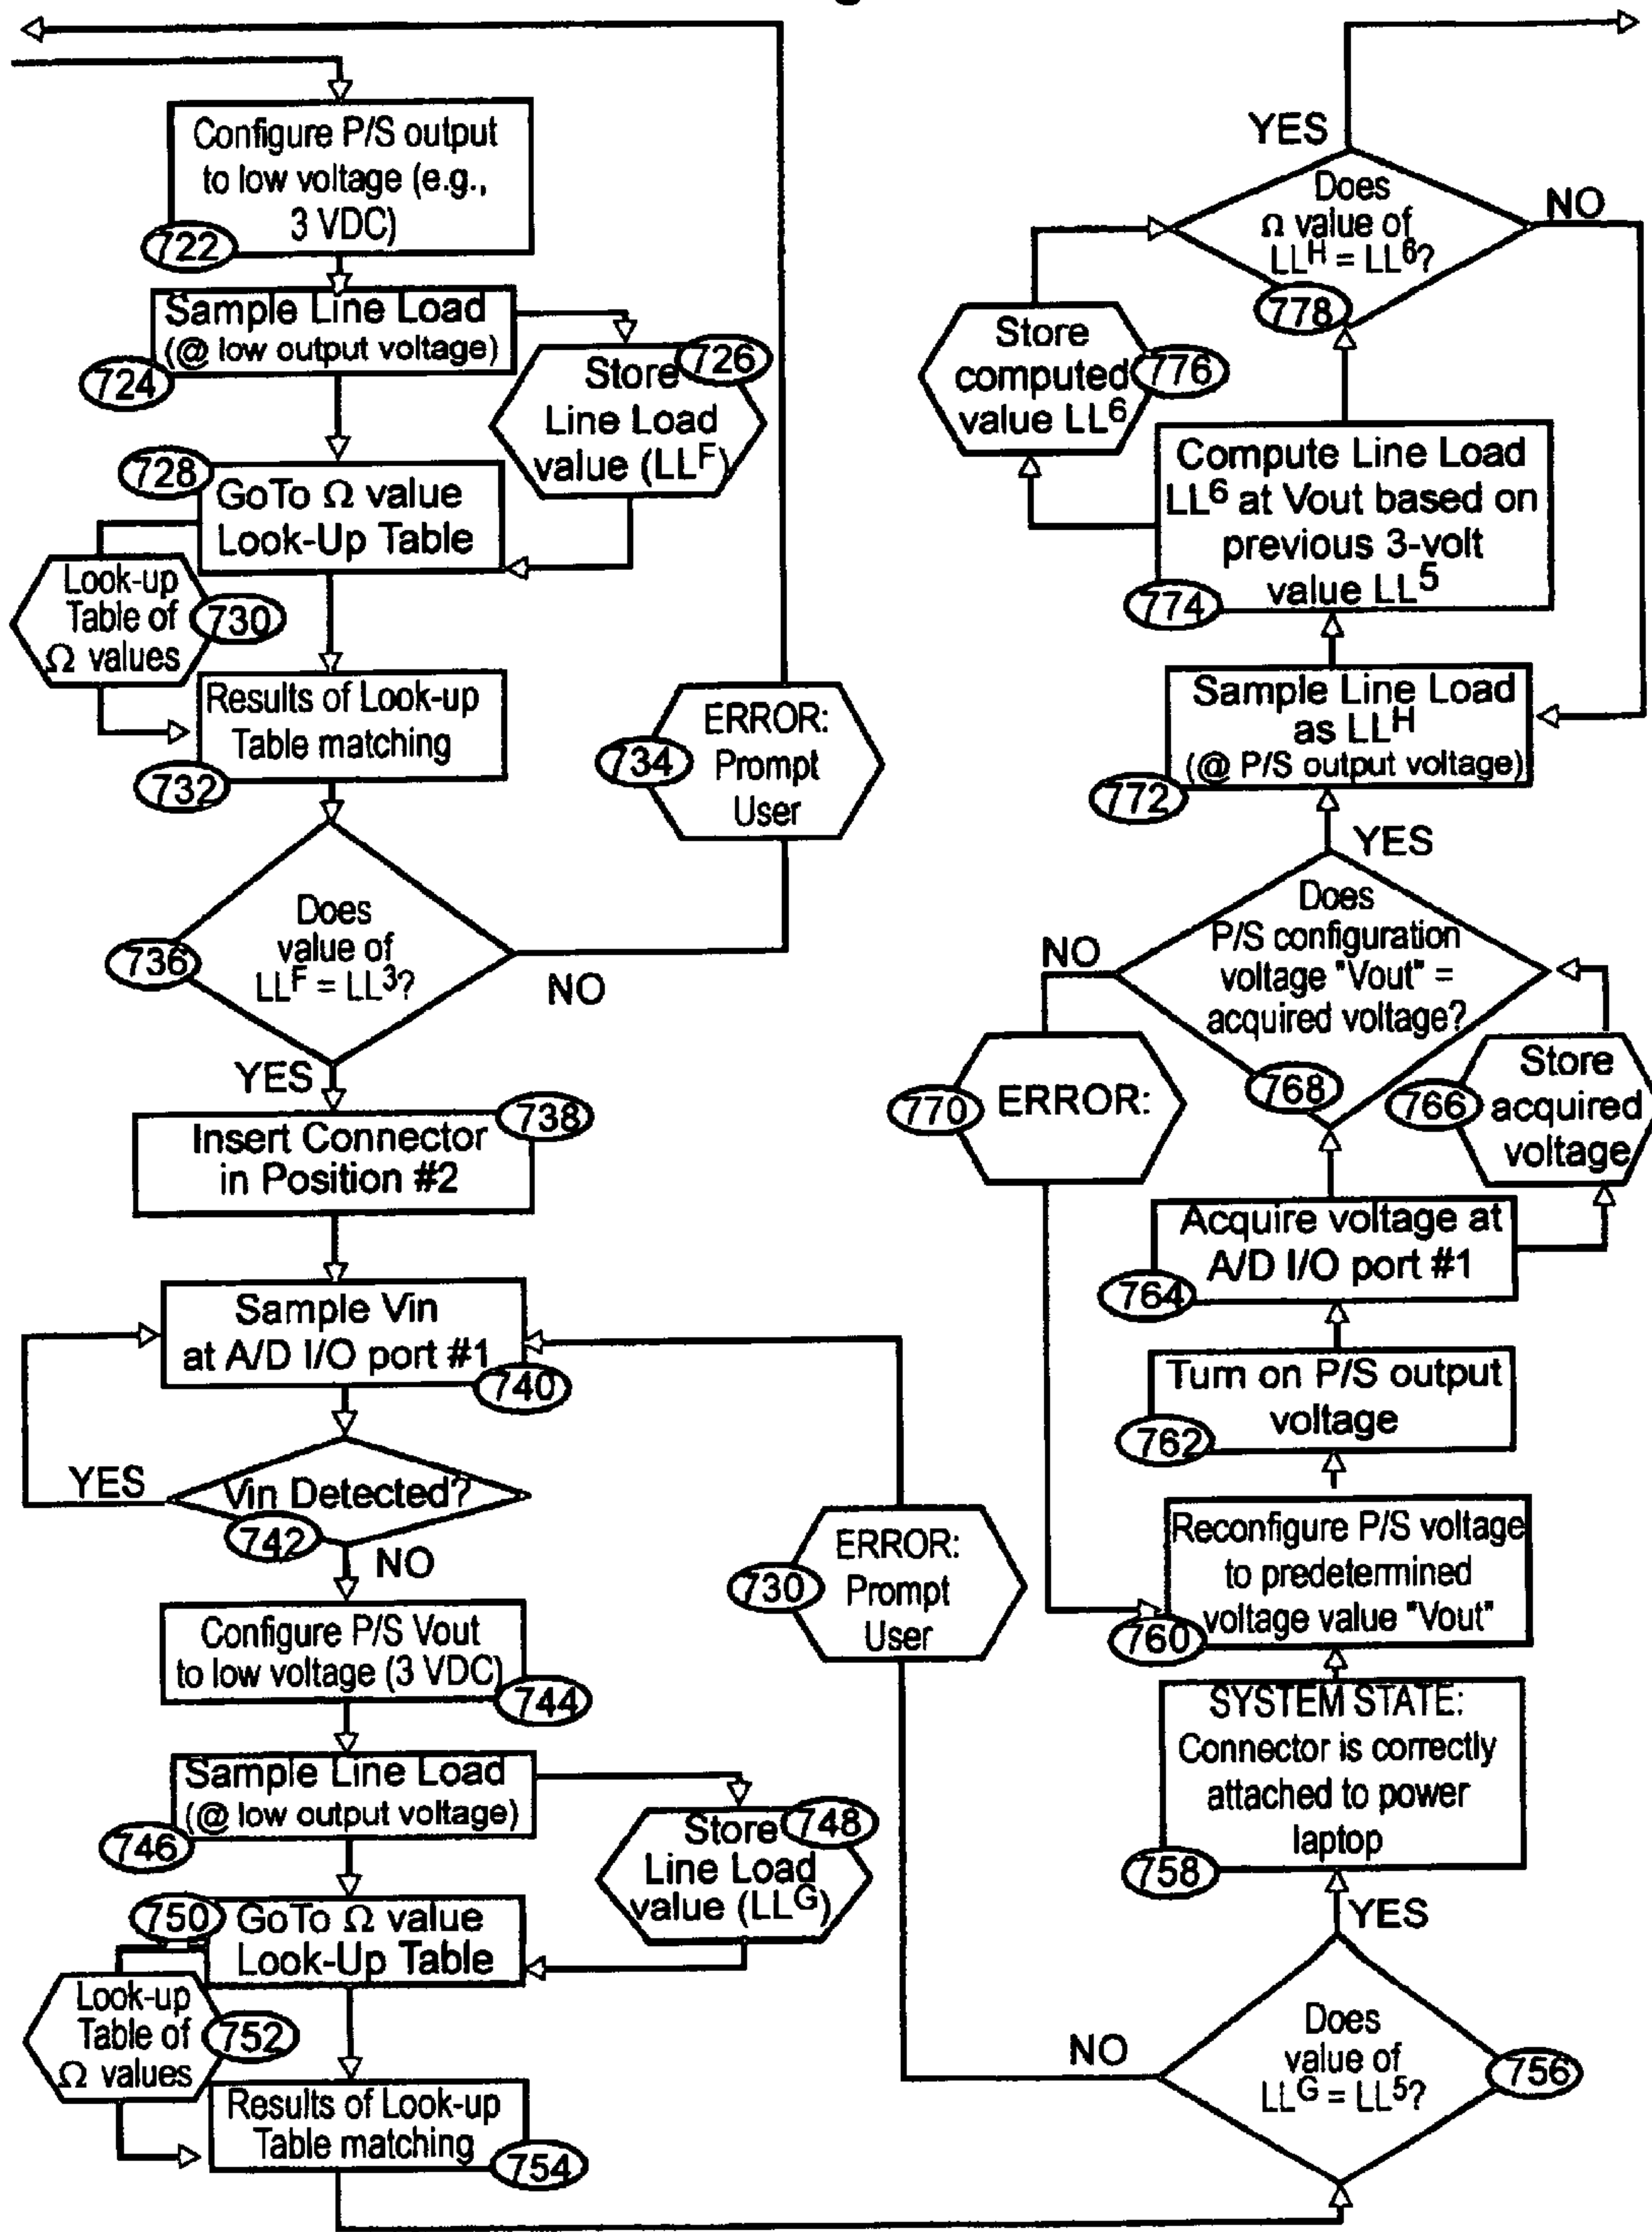 Configure P/S output
to low voltage (e.g.,
3 VDC)
722
Sample Line Load
(@ low output voltage)
724
726
Store
Line Load
value (LL^F)
728
GoTo Ω value
Look-Up Table
Look-up
Table of
Ω values
730
Results of Look-up
Table matching
732
ERROR:
Prompt
User
734
Does
value of
LL^F = LL^3?
736
NO
YES
Insert Connector
in Position #2
738
Sample Vin
at A/D I/O port #1
740
Vin Detected?
742
YES
NO
Configure P/S Vout
to low voltage (3 VDC)
744
Sample Line Load
(@ low output voltage)
746
Store
Line Load
value (LL^G)
748
750
GoTo Ω value
Look-Up Table
Look-up
Table of
Ω values
752
Results of Look-up
Table matching
754
ERROR:
Prompt
User
730
YES
Does
Ω value of
LL^H = LL^6?
778
NO
Store
computed
value LL^6
776
Compute Line Load
LL^6 at Vout based on
previous 3-volt
value LL^5
774
Sample Line Load
as LL^H
(@ P/S output voltage)
772
YES
Does
P/S configuration
voltage "Vout" =
acquired voltage?
768
NO
770
ERROR:
766
Store
acquired
voltage
Acquire voltage at
A/D I/O port #1
764
Turn on P/S output
voltage
762
Reconfigure P/S voltage
to predetermined
voltage value "Vout"
760
SYSTEM STATE:
Connector is correctly
attached to power
laptop
758
YES
NO
Does
value of
LL^G = LL^5?
756